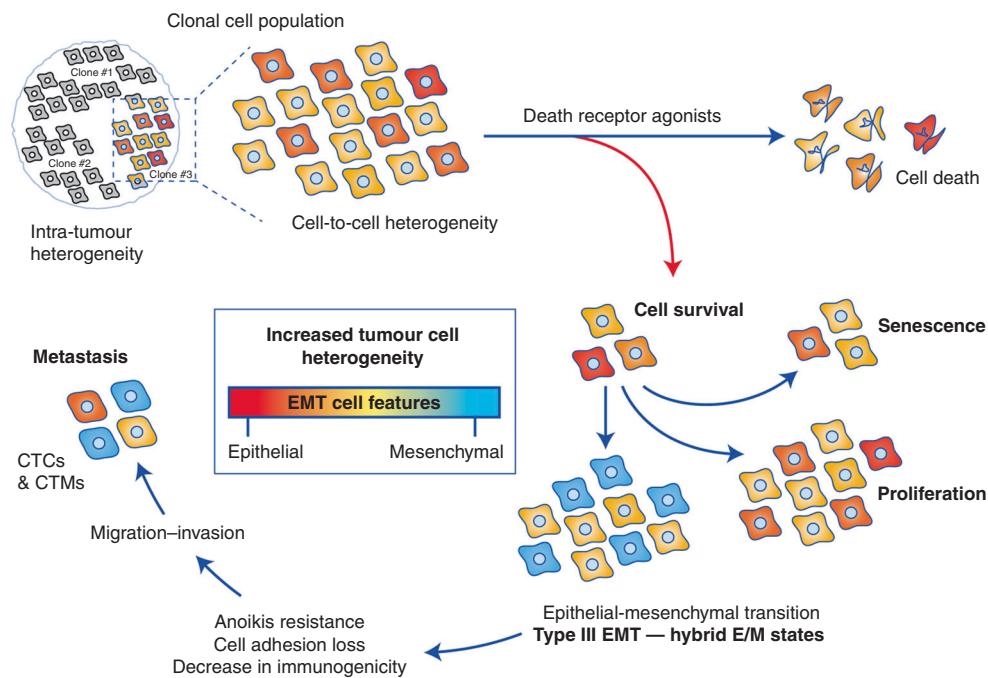 Clonal cell population
Clone #1
Clone #2
Clone #3
Intra-tumour
heterogeneity
Cell-to-cell heterogeneity
Death receptor agonists
Cell death
Cell survival
Senescence
Proliferation
Increased tumour cell
heterogeneity
EMT cell features
Epithelial
Mesenchymal
Metastasis
CTCs
& CTMs
Migration–invasion
Anoikis resistance
Cell adhesion loss
Decrease in immunogenicity
Epithelial-mesenchymal transition
Type III EMT — hybrid E/M states